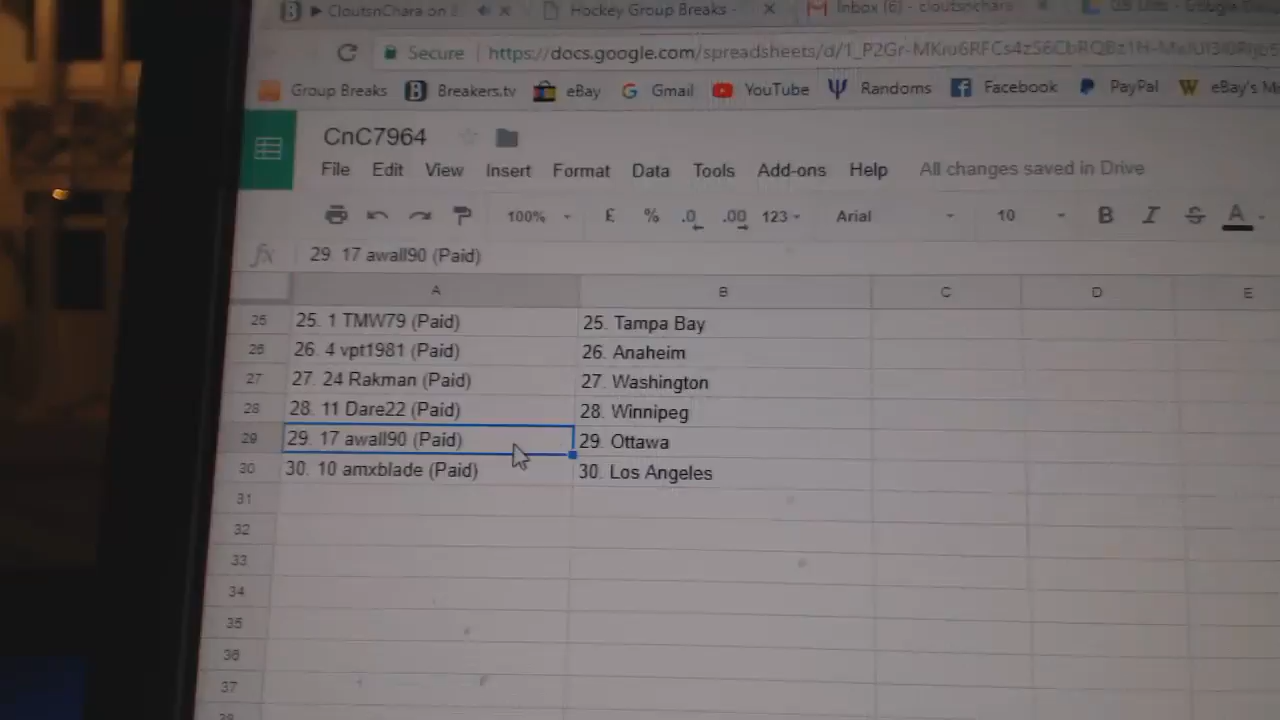 CloutsnChara on
Hockey Group Breaks -
Inbox (6) - cloutsnchara
Secure
https://docs.google.com/spreadsheets/d/
Group Breaks
Breakers.tv
eBay
Gmail
YouTube
Randoms
Facebook
PayPal
eBay's
CnC7964
File Edit View Insert Format Data Tools Add-ons Help All changes saved in Drive
100% £ % .0 .00 123 Arial 10 B I S A
fx 29. 17 awall90 (Paid)
A B C D E
25 25. 1 TMW79 (Paid) 25. Tampa Bay
26 26. 4 vpt1981 (Paid) 26. Anaheim
27 27. 24 Rakman (Paid) 27. Washington
28 28. 11 Dare22 (Paid) 28. Winnipeg
29 29. 17 awall90 (Paid) 29. Ottawa
30 30. 10 amxblade (Paid) 30. Los Angeles
31
32
33
34
35
36
37
38